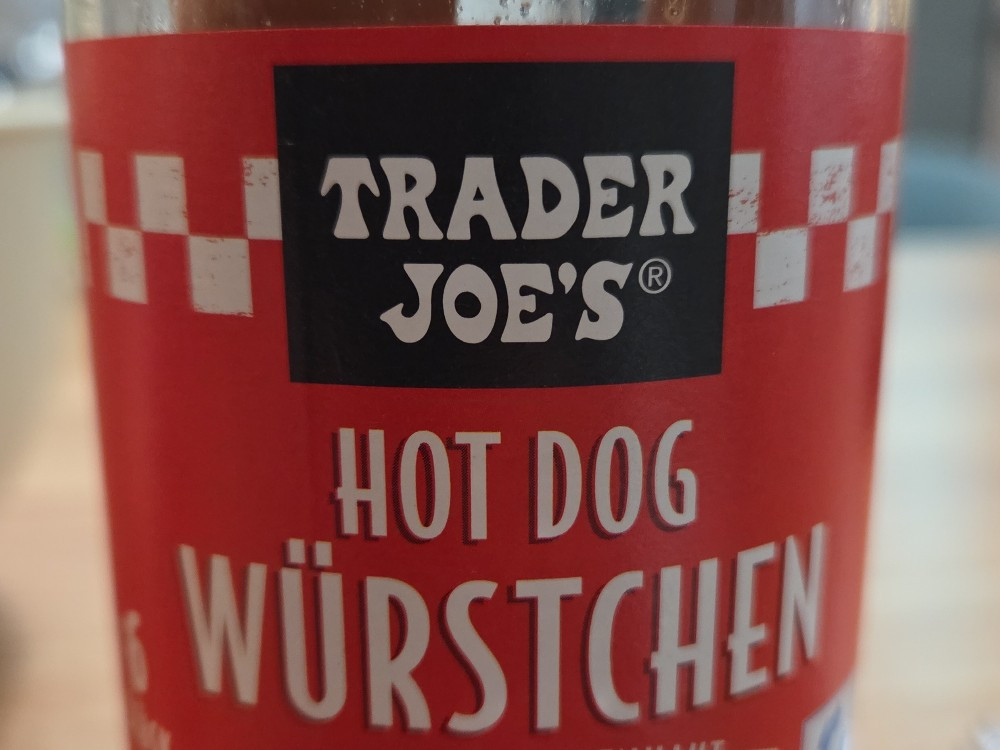 TRADER
JOE'S®
HOT DOG
WÜRSTCHEN